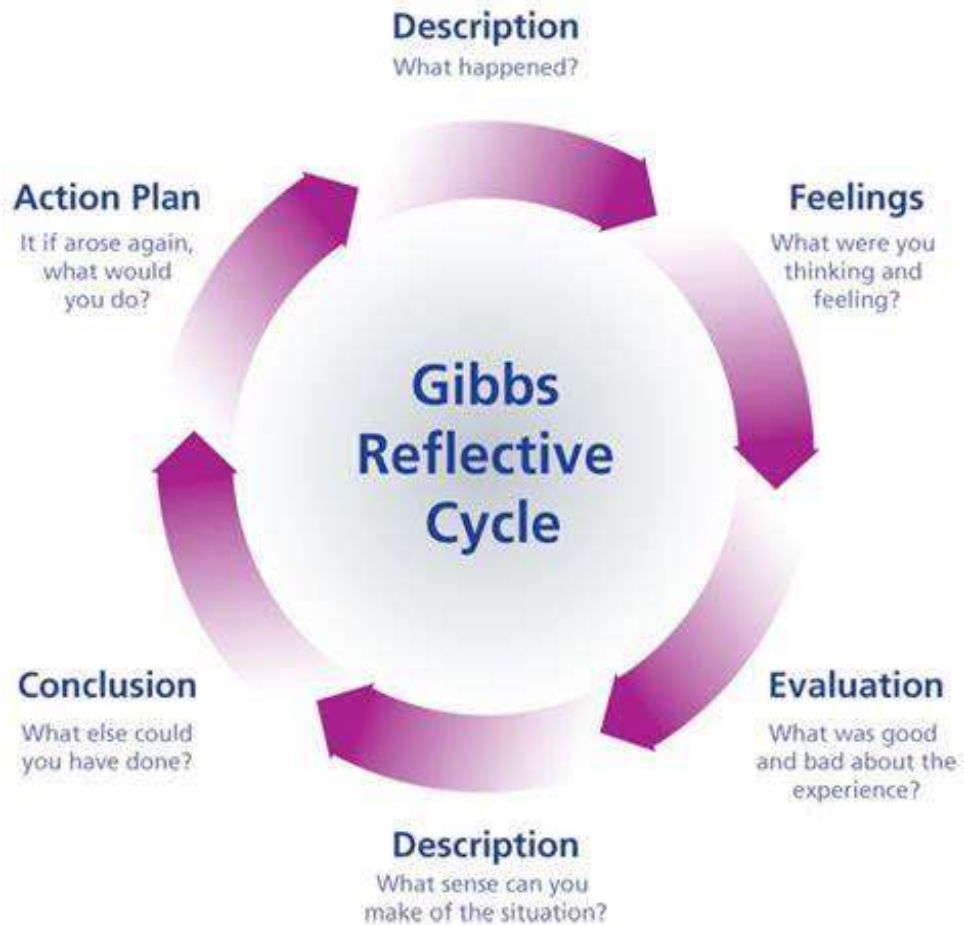 Description
What happened?
Feelings
What were you
thinking and
feeling?
Evaluation
What was good
and bad about the
experience?
Description
What sense can you
make of the situation?
Conclusion
What else could
you have done?
Action Plan
It if arose again,
what would
you do?
Gibbs
Reflective
Cycle